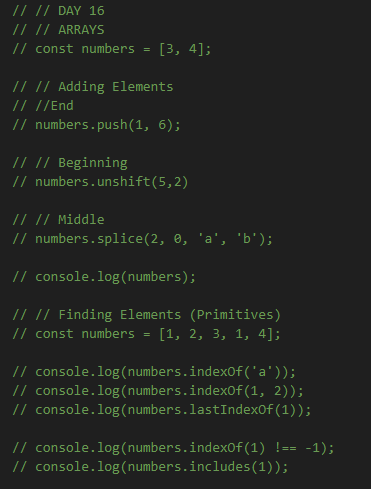 // // DAY 16
// // ARRAYS
// const numbers = [3, 4];
// // Adding Elements
// //End
// numbers.push(1, 6);
// // Beginning
// numbers.unshift(5,2)
// // Middle
// numbers.splice(2, 0, 'a', 'b');
// console.log(numbers);
// // Finding Elements (Primitives)
// const numbers = [1, 2, 3, 1, 4];
// console.log(numbers.indexOf('a'));
// console.log(numbers.indexOf(1, 2));
// console.log(numbers.lastIndexOf(1));
// console.log(numbers.indexOf(1) !== -1);
// console.log(numbers.includes(1));